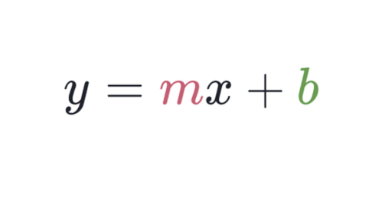 y = mx + b